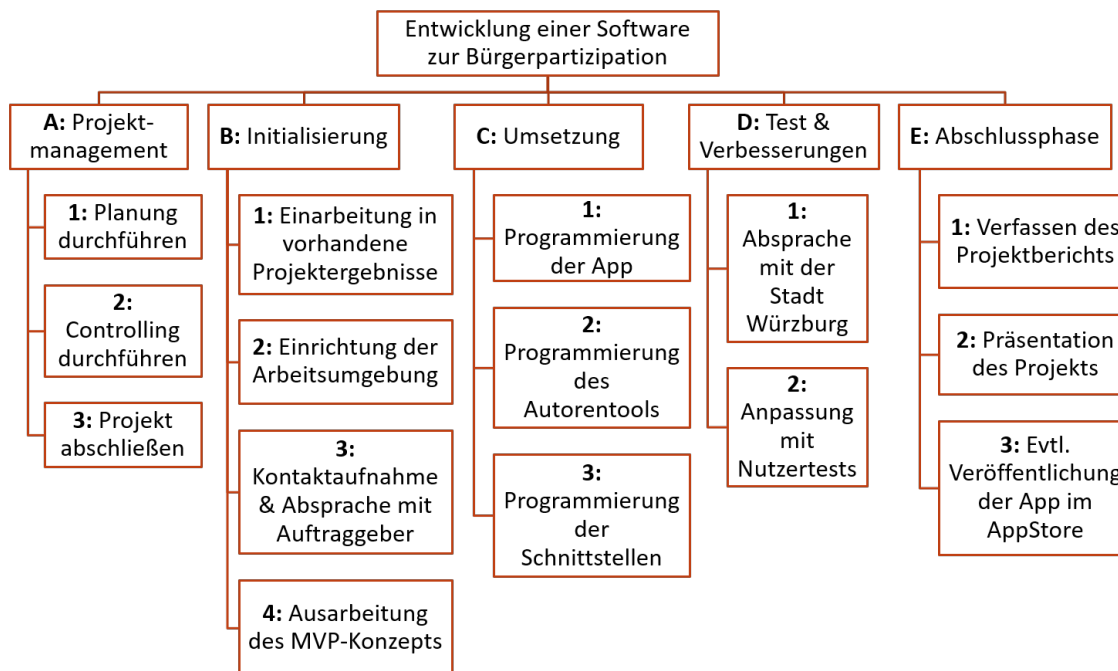 Entwicklung einer Software
zur Bürgerpartizipation
A: Projekt-
management
1: Planung
durchführen
2:
Controlling
durchführen
3: Projekt
abschließen
B: Initialisierung
1: Einarbeitung in
vorhandene
Projektergebnisse
2: Einrichtung der
Arbeitsumgebung
3:
Kontaktaufnahme
& Absprache mit
Auftraggeber
4: Ausarbeitung
des MVP-Konzepts
C: Umsetzung
1:
Programmierung
der App
2:
Programmierung
des
Autorentools
3:
Programmierung
der
Schnittstellen
D: Test &
Verbesserungen
1:
Absprache
mit der
Stadt
Würzburg
2:
Anpassung
mit
Nutzertests
E: Abschlussphase
1: Verfassen des
Projektberichts
2: Präsentation
des Projekts
3: Evtl.
Veröffentlichung
der App im
AppStore